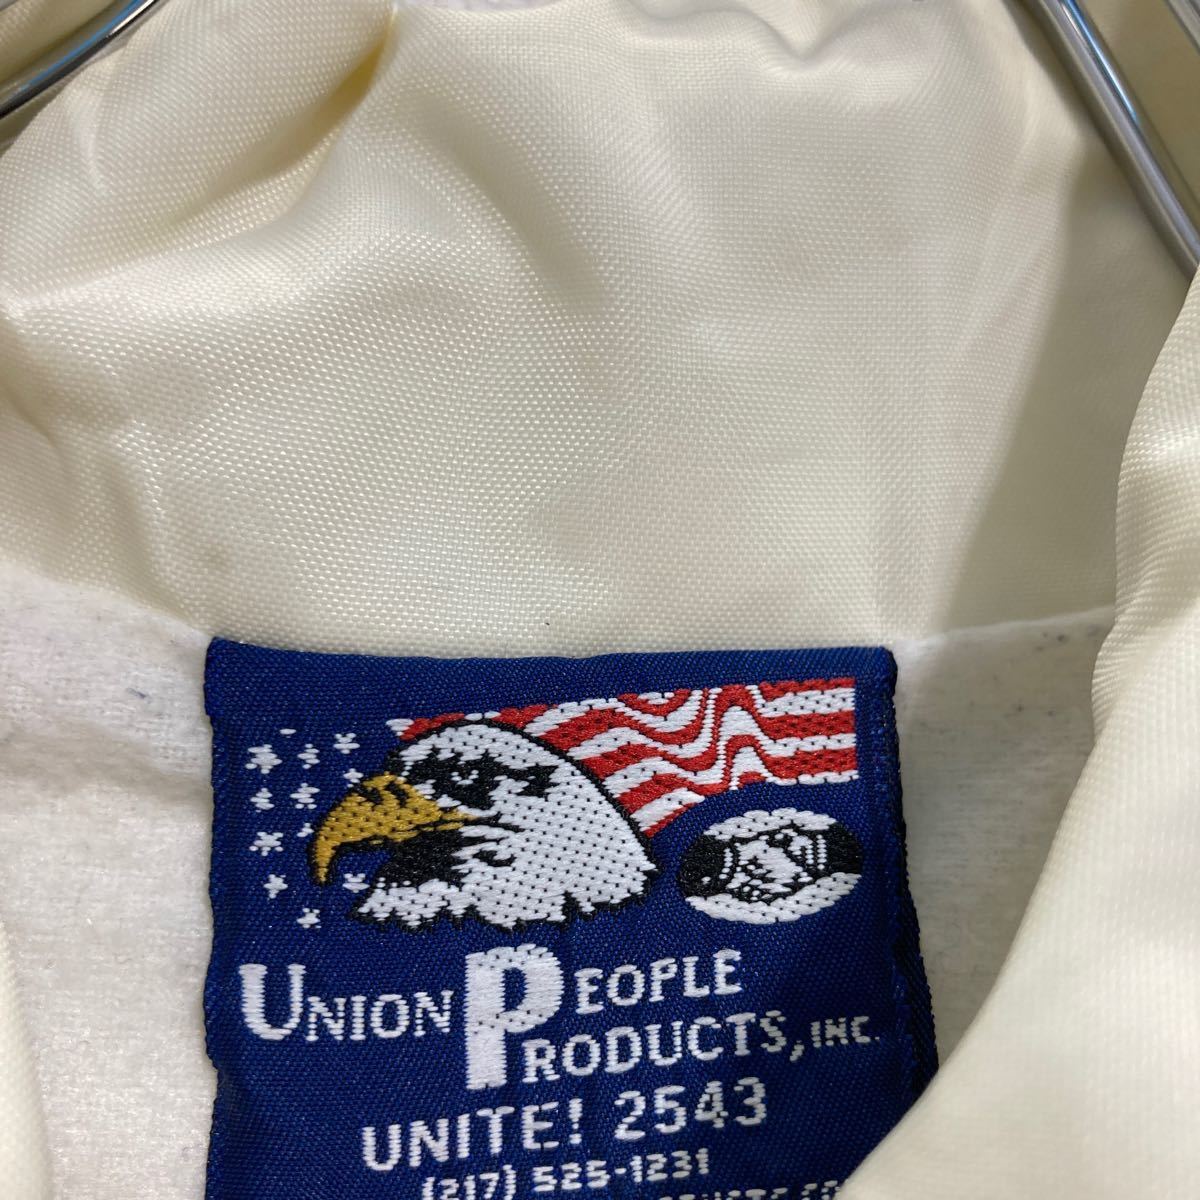 UNION PEOPLE
PRODUCTS, INC.
UNITE! 2543
(217) 525-1231